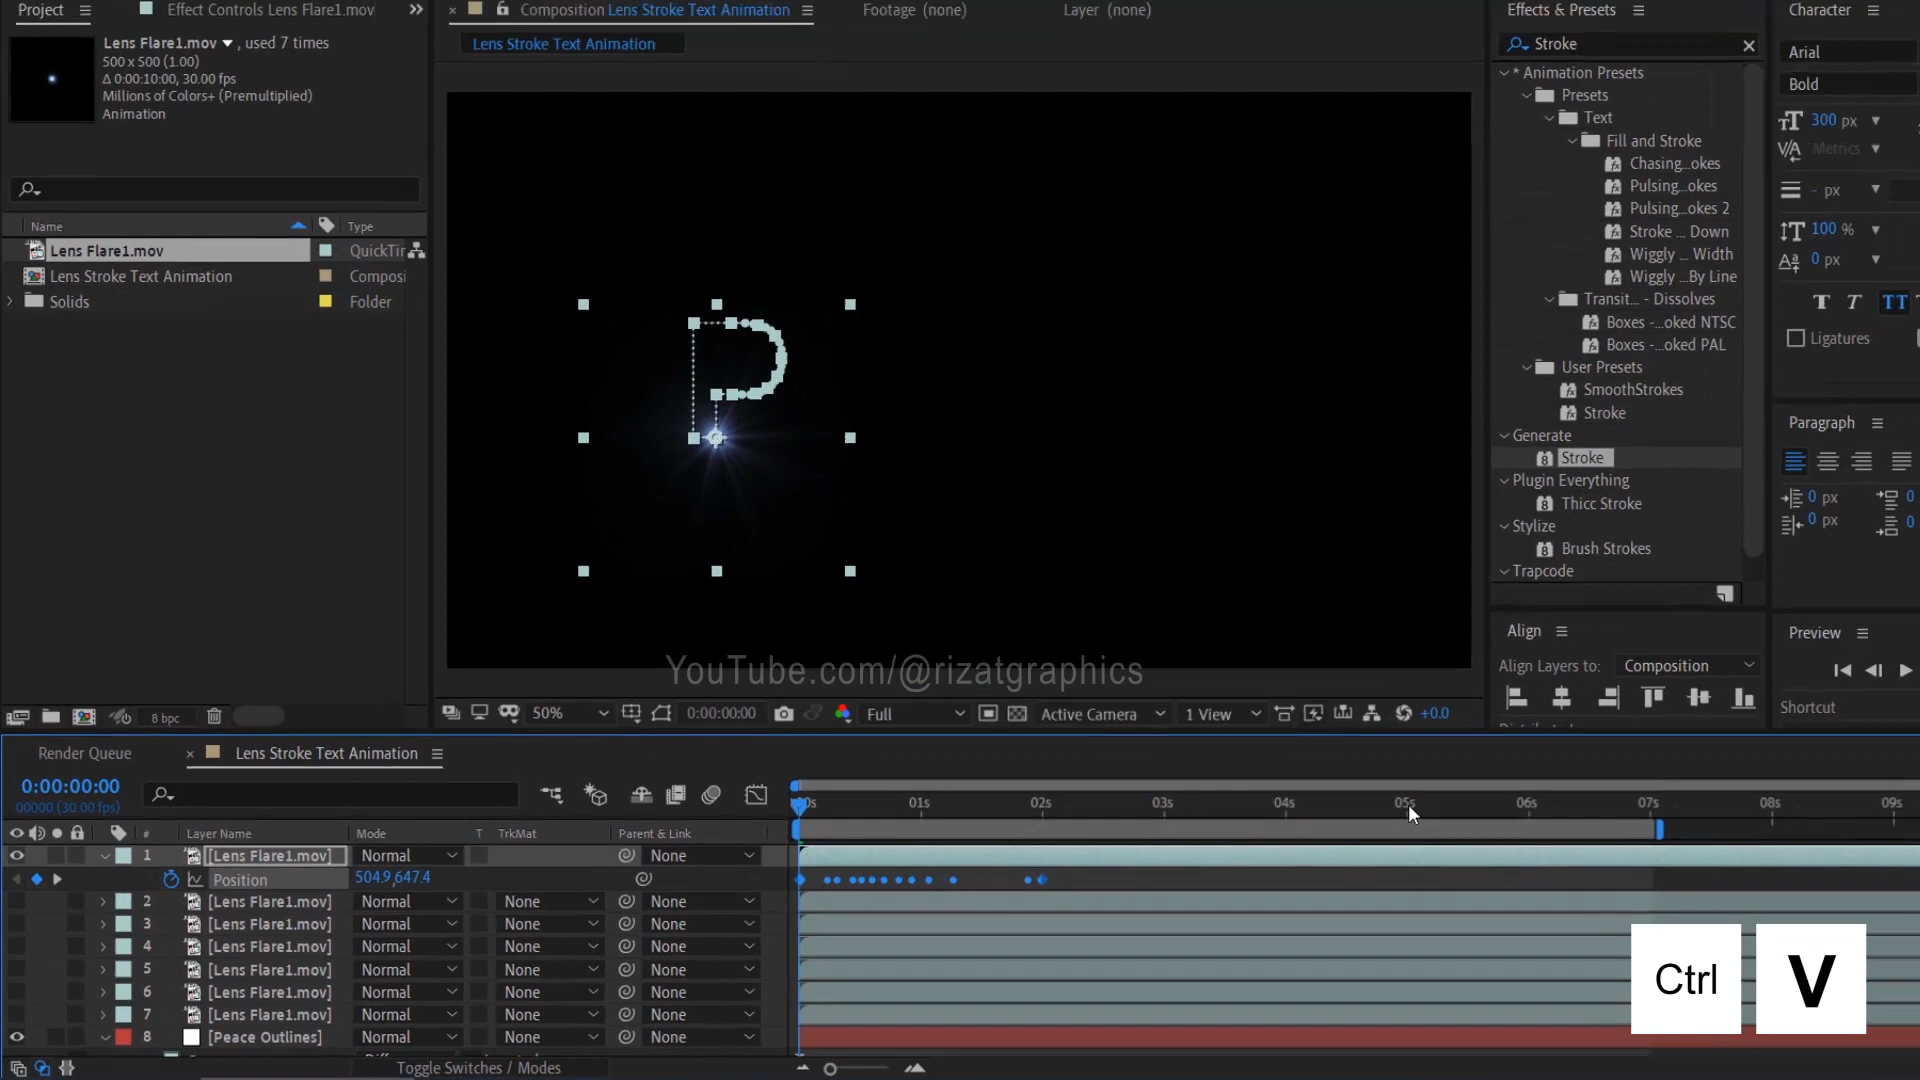 Project
Effect Controls Lens Flare1.mov
Lens Flare1.mov , used 7 times
500 x 500 (1.00)
Δ 0:00:10:00, 30.00 fps
Millions of Colors+ (Premultiplied)
Animation
Name
Type
Lens Flare1.mov
QuickTir
Lens Stroke Text Animation
Composi
Solids
Folder
8 bpc
Composition Lens Stroke Text Animation
Footage (none)
Layer (none)
Lens Stroke Text Animation
YouTube.com/@rizatgraphics
50%
0:00:00:00
Full
Active Camera
1 View
+0.0
Effects & Presets
Stroke
* Animation Presets
Presets
Text
Fill and Stroke
Chasing...okes
Pulsing...okes
Pulsing...okes 2
Stroke ... Down
Wiggly ... Width
Wiggly ...By Line
Transit... - Dissolves
Boxes -...oked NTSC
Boxes -...oked PAL
User Presets
SmoothStrokes
Stroke
Generate
Stroke
Plugin Everything
Thicc Stroke
Stylize
Brush Strokes
Trapcode
Align
Align Layers to:
Composition
Character
Arial
Bold
300 px
Metrics
- px
100 %
0 px
T T TT
Ligatures
Paragraph
0 px
0
0 px
0
Preview
Shortcut
Render Queue
Lens Stroke Text Animation
0:00:00:00
00000 (30.00 fps)
01s
02s
03s
04s
05s
06s
07s
08s
09s
#
Layer Name
Mode
T
TrkMat
Parent & Link
1
[Lens Flare1.mov]
Normal
None
Position
504.9,647.4
2
[Lens Flare1.mov]
Normal
None
None
3
[Lens Flare1.mov]
Normal
None
None
4
[Lens Flare1.mov]
Normal
None
None
5
[Lens Flare1.mov]
Normal
None
None
6
[Lens Flare1.mov]
Normal
None
None
7
[Lens Flare1.mov]
Normal
None
None
8
[Peace Outlines]
Normal
None
None
Toggle Switches / Modes
Ctrl
V